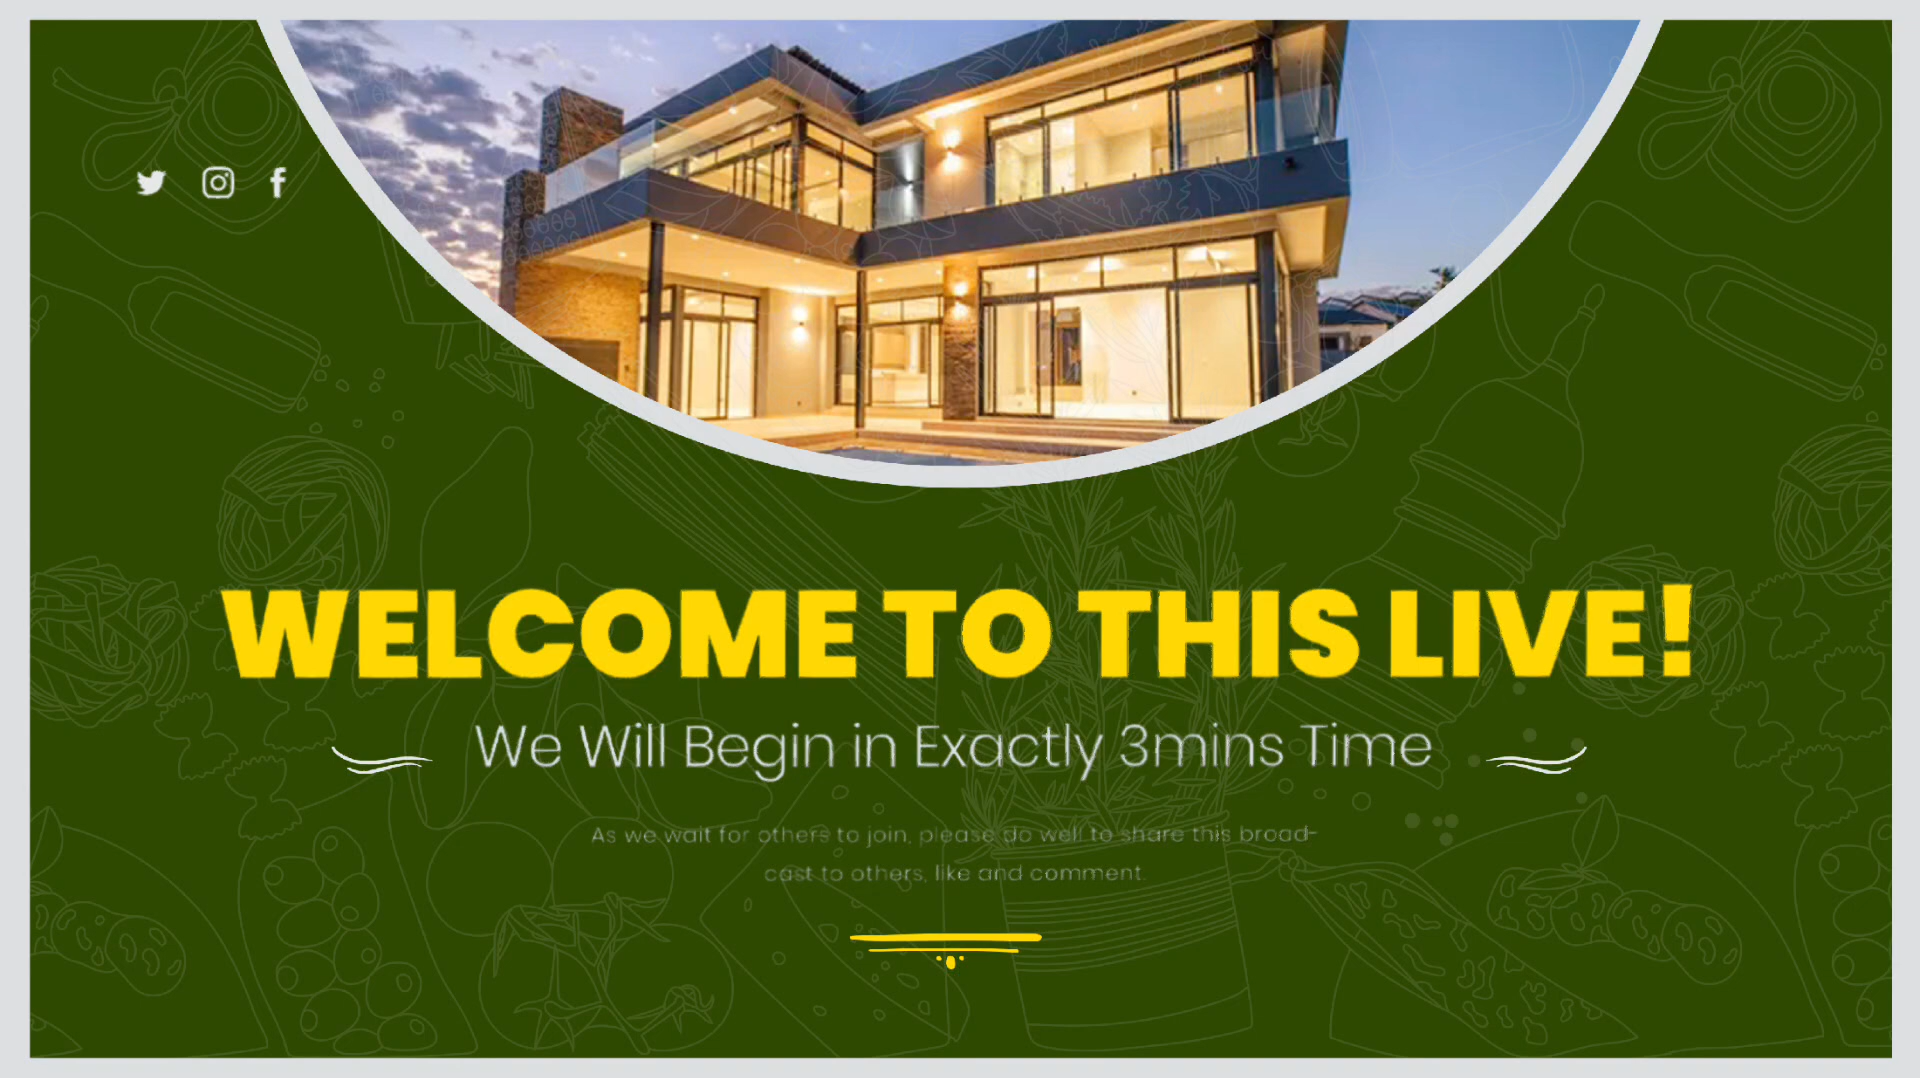 WELCOME TO THIS LIVE!
We Will Begin in Exactly 3mins Time
As we wait for others to join, please do well to share this broad-
cast to others, like and comment.